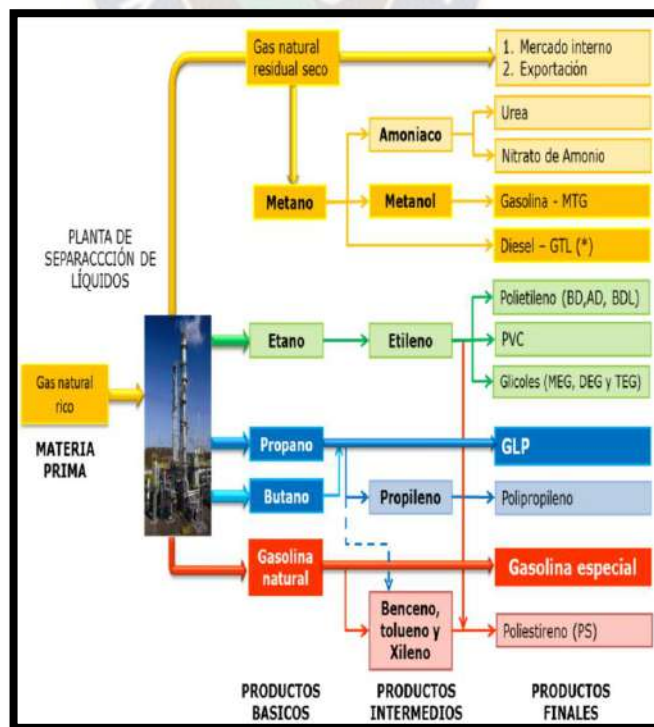 Gas natural
residual seco
1. Mercado interno
2. Exportación
Urea
Amoniaco
Nitrato de Amonio
Metano
Metanol
Gasolina - MTG
Diesel – GTL (*)
PLANTA DE
SEPARACCCIÓN DE
LÍQUIDOS
Polietileno (BD,AD, BDL)
Etano
Etileno
PVC
Glicoles (MEG, DEG y TEG)
Gas natural
rico
MATERIA
PRIMA
Propano
GLP
Butano
Propileno
Polipropileno
Gasolina
natural
Gasolina especial
Benceno,
tolueno y
Xileno
Poliestireno (PS)
PRODUCTOS
BASICOS
PRODUCTOS
INTERMEDIOS
PRODUCTOS
FINALES